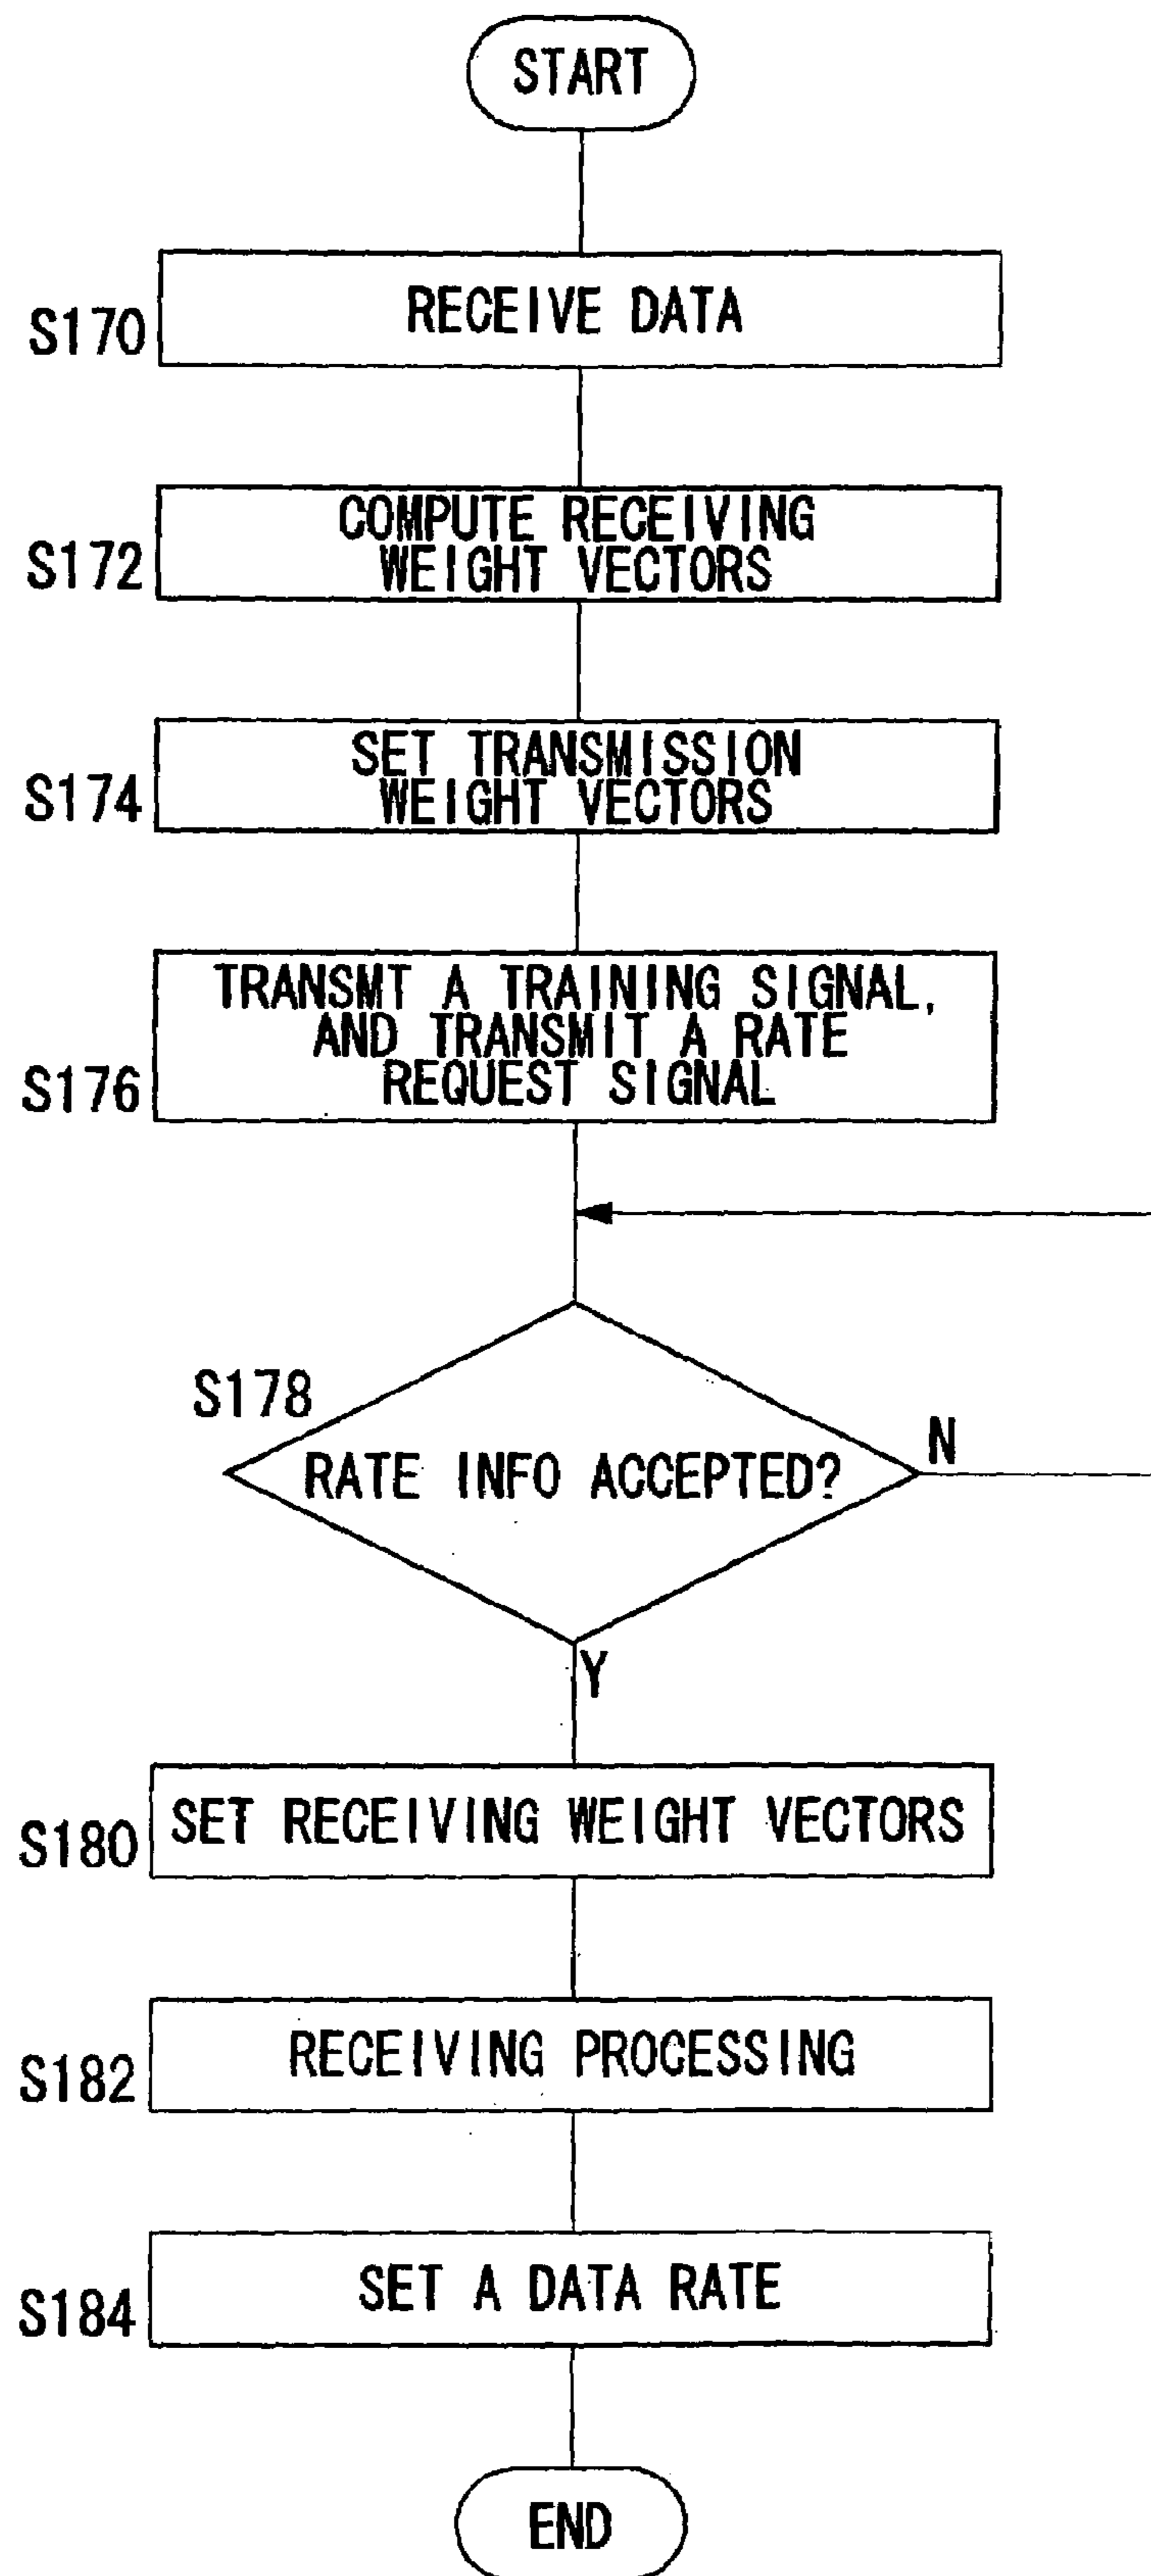 START
S170
RECEIVE DATA
S172
COMPUTE RECEIVING
WEIGHT VECTORS
S174
SET TRANSMISSION
WEIGHT VECTORS
S176
TRANSMT A TRAINING SIGNAL,
AND TRANSMIT A RATE
REQUEST SIGNAL
S178
RATE INFO ACCEPTED?
N
Y
S180
SET RECEIVING WEIGHT VECTORS
S182
RECEIVING PROCESSING
S184
SET A DATA RATE
END